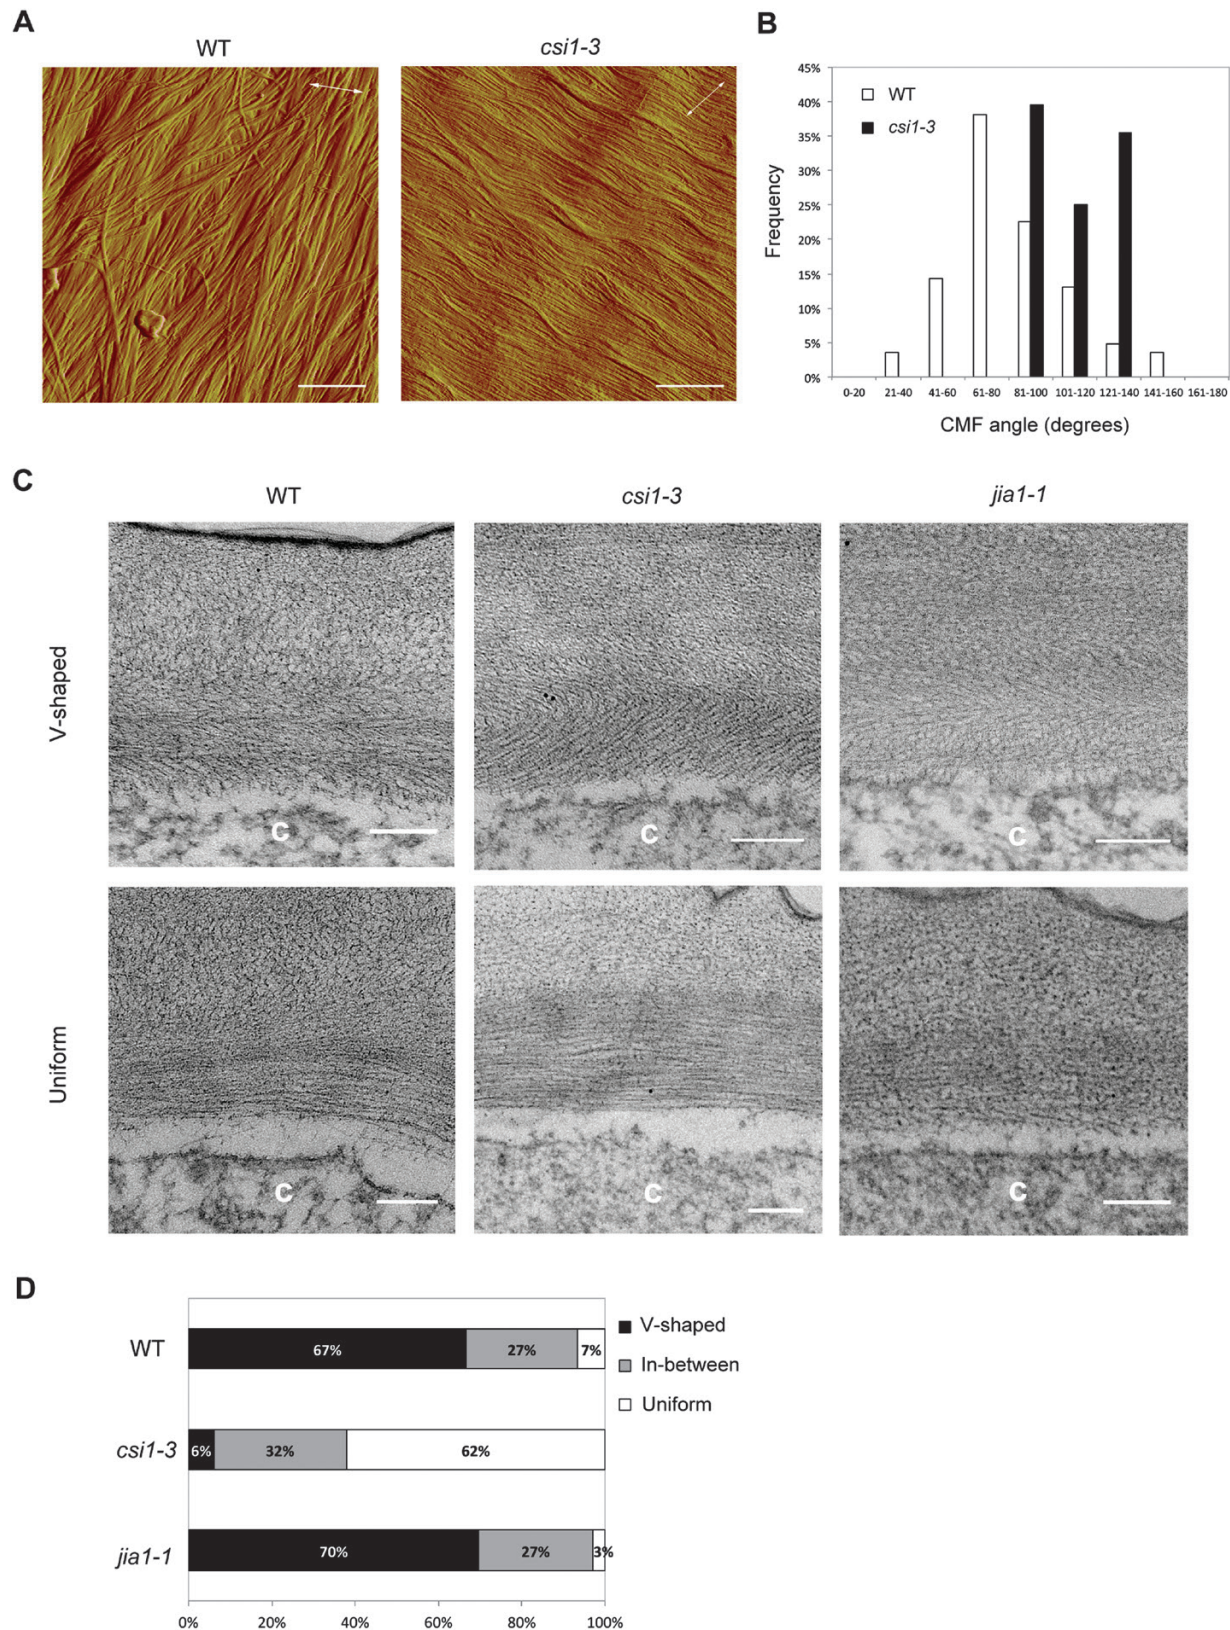 A
WT
csi1-3
B
45%
40%
35%
30%
25%
20%
15%
10%
5%
0%
Frequency
WT
csi1-3
0-20 21-40 41-60 61-80 81-100 101-120 121-140 141-160 161-180
CMF angle (degrees)
C
WT csi1-3 jia1-1
V-shaped
C C C
Uniform
C C C
D
WT 67% 27% 7%
csi1-3 6% 32% 62%
jia1-1 70% 27% 3%
0% 20% 40% 60% 80% 100%
V-shaped
In-between
Uniform